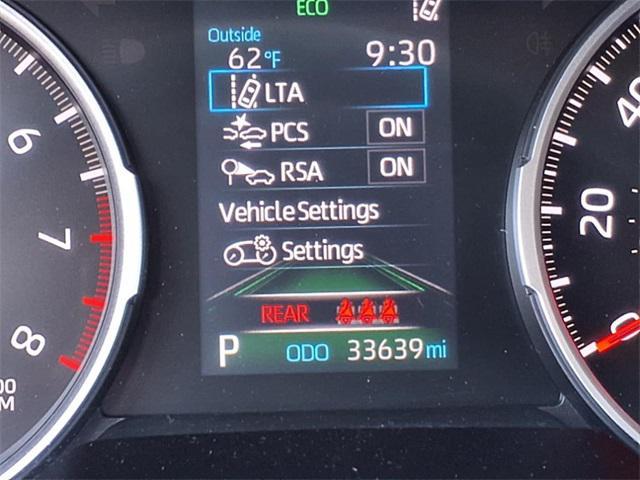 ECO
Outside
62°F 9:30
LTA
PCS ON
RSA ON
Vehicle Settings
Settings
REAR
P ODO 33639 mi
6
7
8
40
20